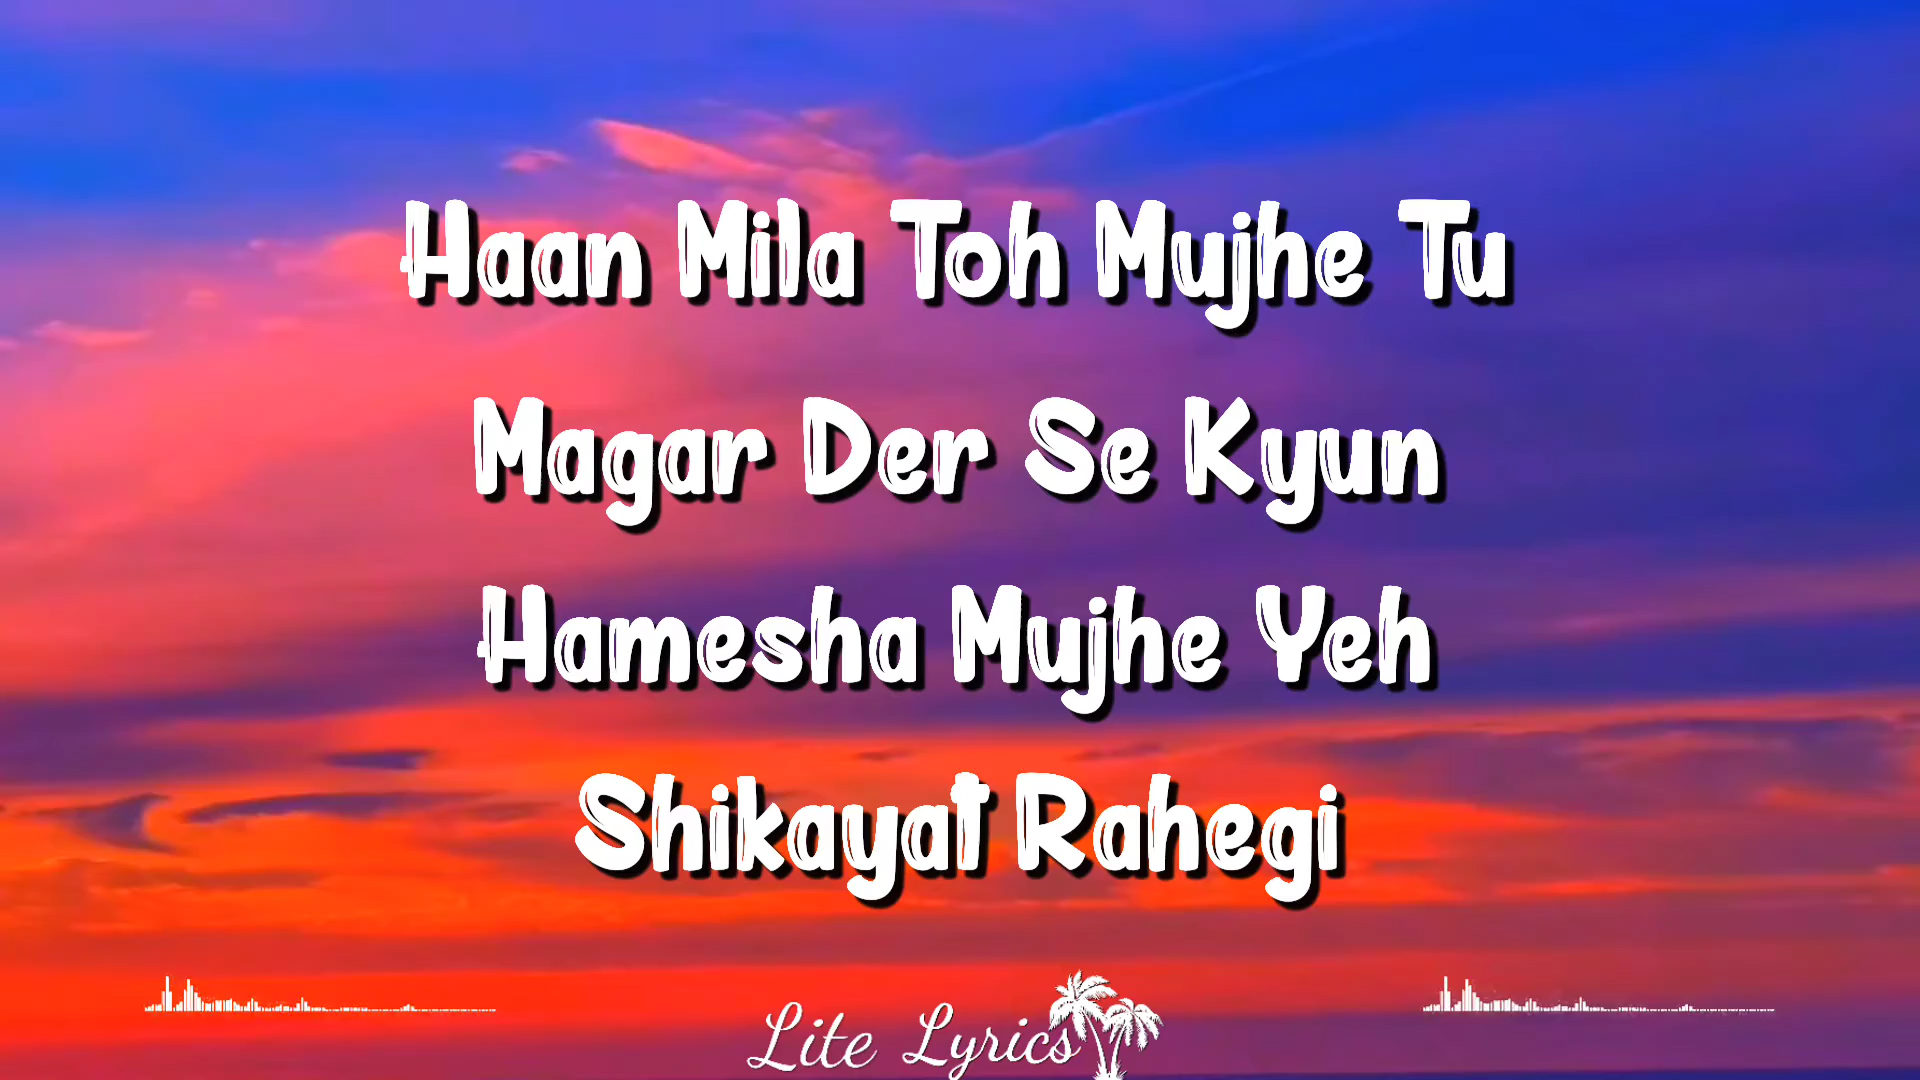 Haan Mila Toh Mujhe Tu
Magar Der Se Kyun
Hamesha Mujhe Yeh
Shikayat Rahegi
Lite Lyrics